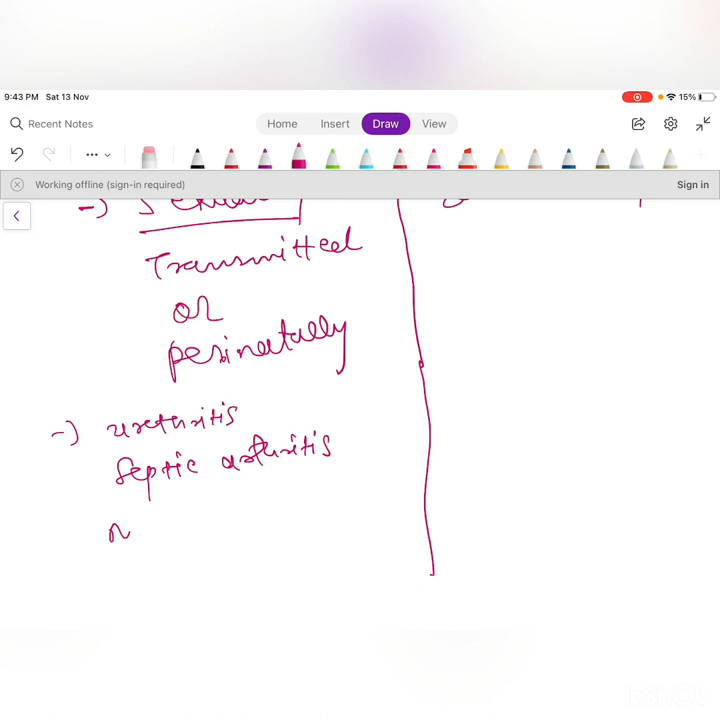 9:43 PM Sat 13 Nov
15%
Recent Notes
Home Insert Draw View
Working offline (sign-in required)
Sign in
Transmitted
or
perinatally
-) urethritis
septic arthritis
N